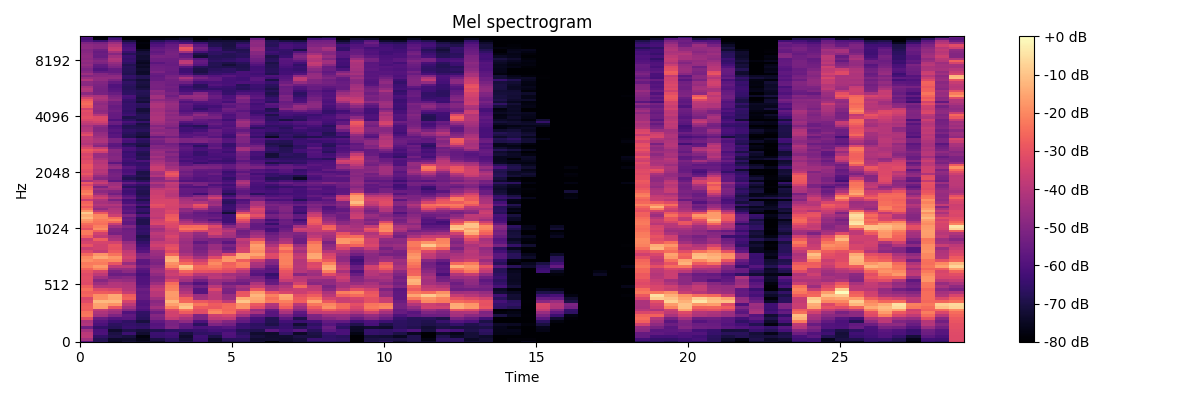 Mel spectrogram
Hz
8192
4096
2048
1024
512
0
0 5 10 15 20 25
Time
+0 dB
-10 dB
-20 dB
-30 dB
-40 dB
-50 dB
-60 dB
-70 dB
-80 dB